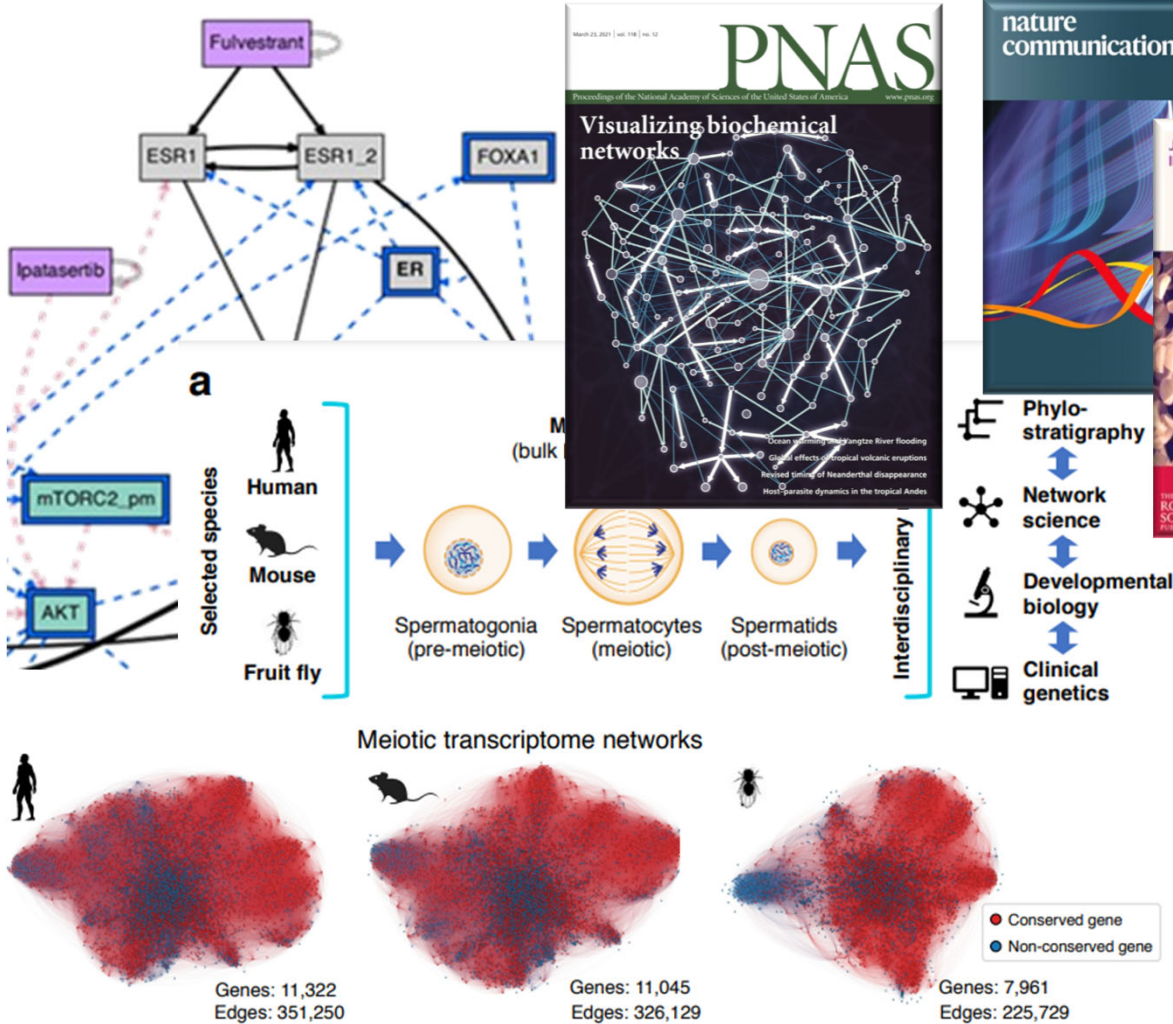 Fulvestrant
ESR1
ESR1_2
FOXA1
Ipatasertib
ER
mTORC2_pm
AKT
March 23, 2021 | vol. 118 | no. 12
PNAS
Proceedings of the National Academy of Sciences of the United States of America
www.pnas.org
Visualizing biochemical
networks
Ocean warming and Yangtze River flooding
Global effects of tropical volcanic eruptions
Revised timing of Neanderthal disappearance
Host–parasite dynamics in the tropical Andes
nature
communication
a
Selected species
Human
Mouse
Fruit fly
M
(bulk
Spermatogonia
(pre-meiotic)
Spermatocytes
(meiotic)
Spermatids
(post-meiotic)
Interdisciplinary
Phylo-
stratigraphy
Network
science
Developmental
biology
Clinical
genetics
Meiotic transcriptome networks
Genes: 11,322
Edges: 351,250
Genes: 11,045
Edges: 326,129
Genes: 7,961
Edges: 225,729
Conserved gene
Non-conserved gene